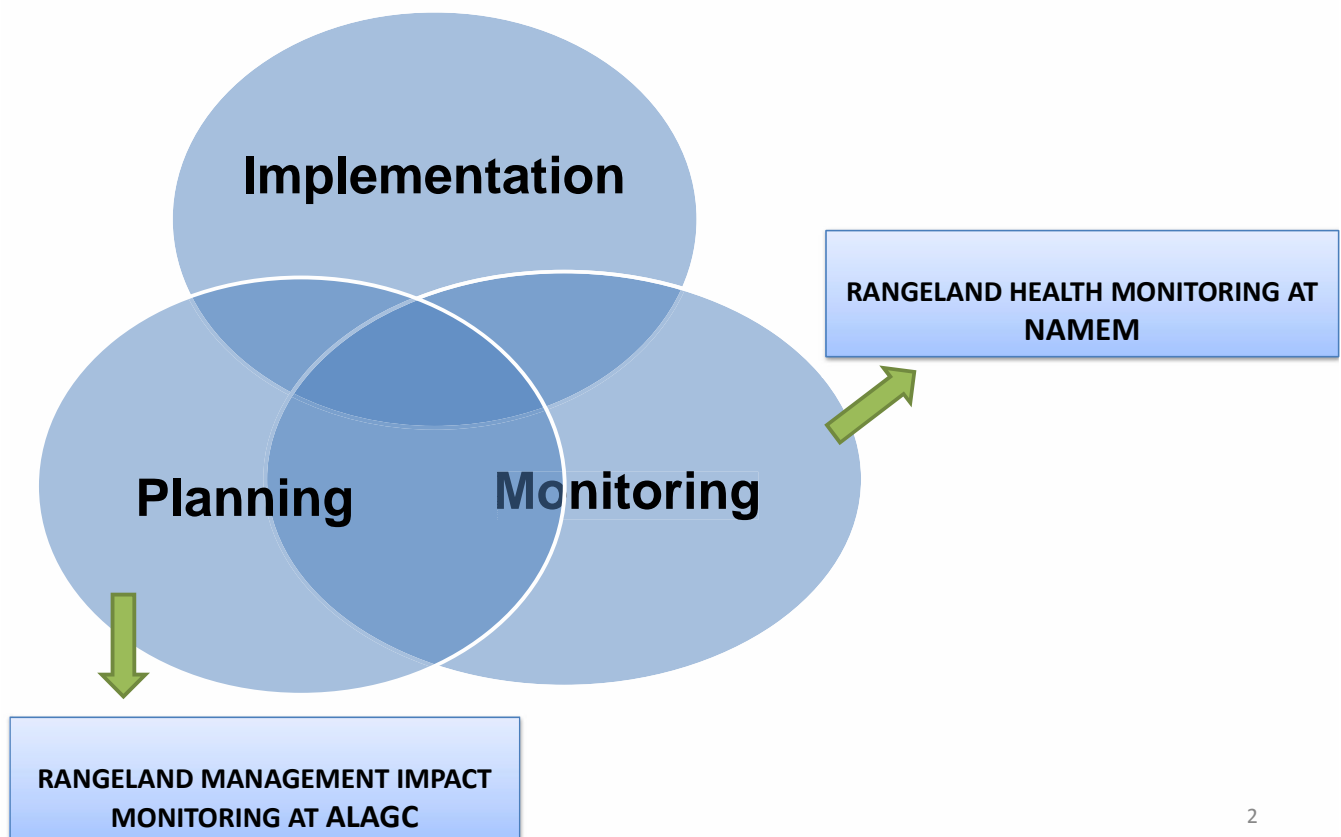 Implementation
RANGELAND HEALTH MONITORING AT
NAMEM
Planning
Monitoring
RANGELAND MANAGEMENT IMPACT
MONITORING AT ALAGC
2